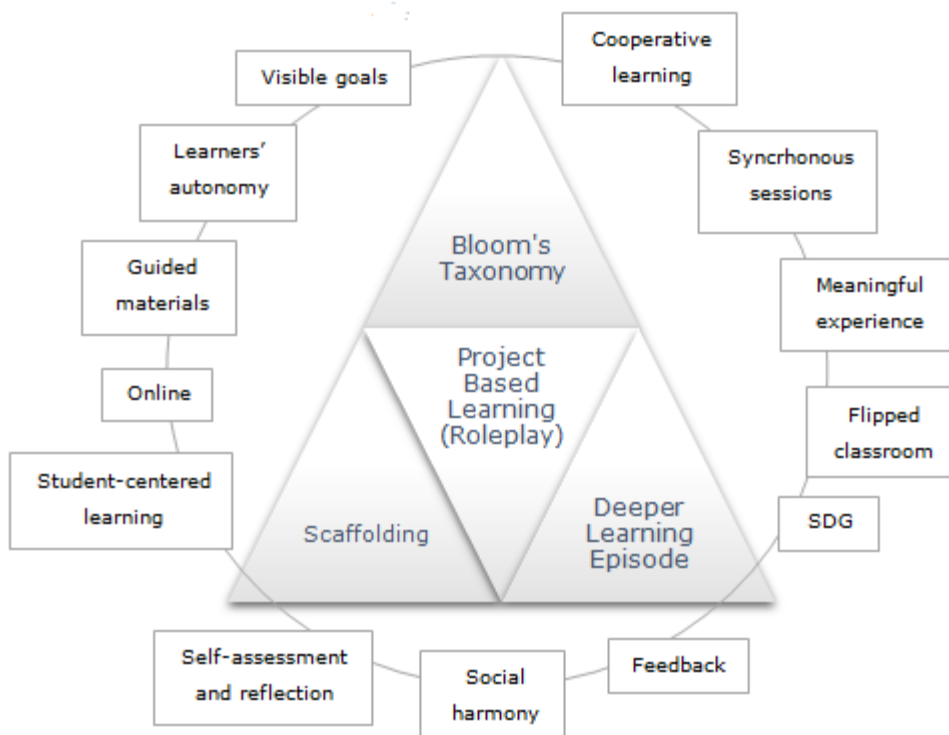 Cooperative
learning
Visible goals
Learners'
autonomy
Syncrhonous
sessions
Bloom's
Taxonomy
Guided
materials
Meaningful
experience
Project
Based
Learning
(Roleplay)
Online
Flipped
classroom
Student-centered
learning
Scaffolding
Deeper
Learning
Episode
SDG
Self-assessment
and reflection
Social
harmony
Feedback